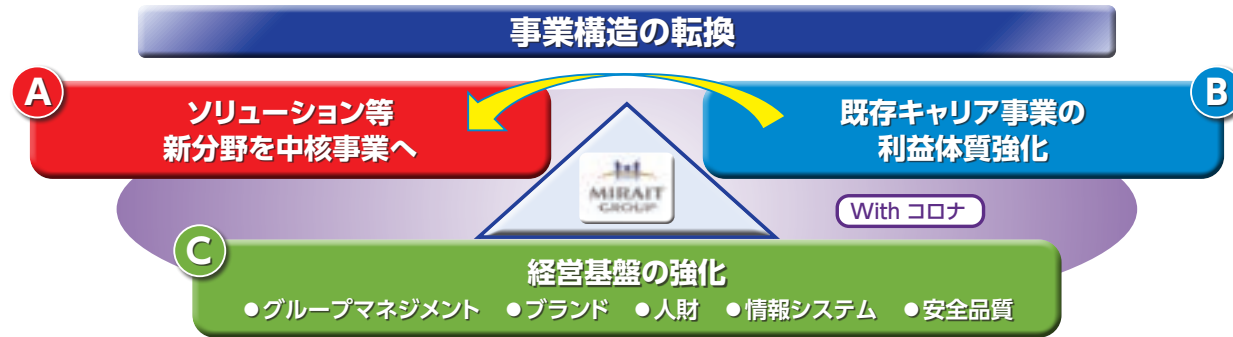 事業構造の転換
A
ソリューション等
新分野を中核事業へ
B
既存キャリア事業の
利益体質強化
MIRAIT
GROUP
With コロナ
C
経営基盤の強化
●グループマネジメント ●ブランド ●人財 ●情報システム ●安全品質